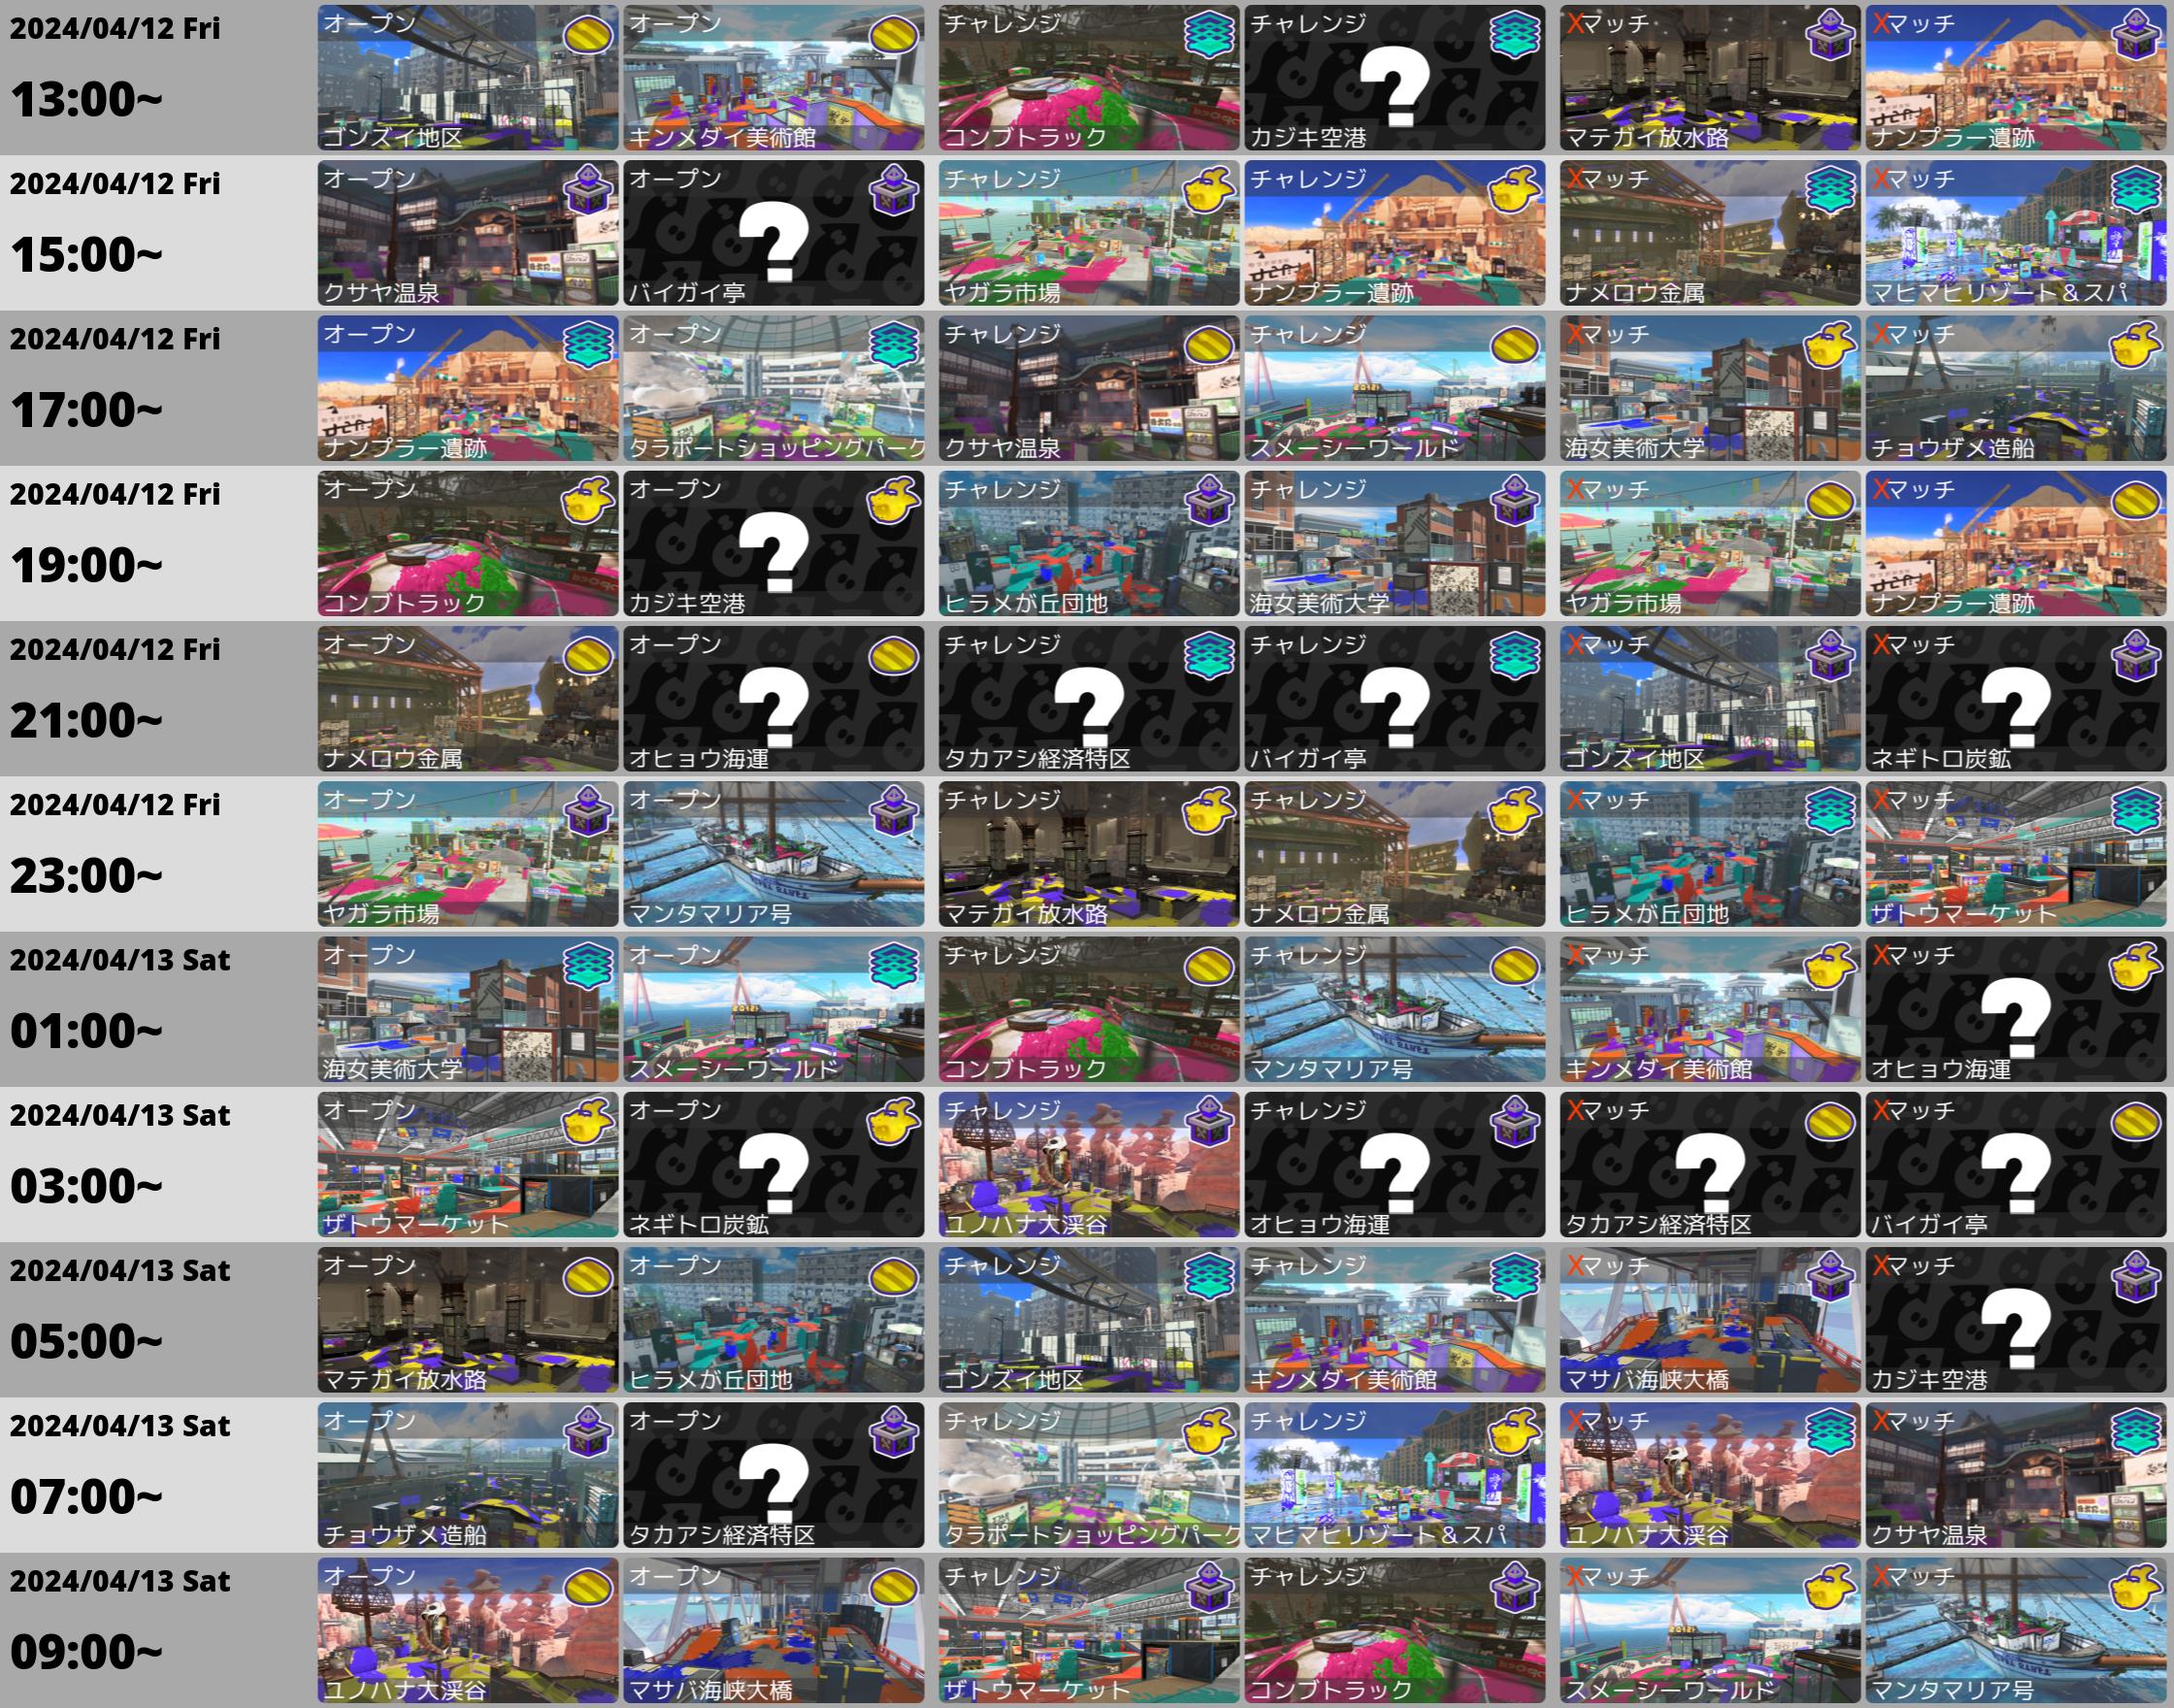 2024/04/12 Fri
13:00~
オープン
ゴンズイ地区
オープン
キンメダイ美術館
チャレンジ
コンブトラック
チャレンジ
カジキ空港
Xマッチ
マテガイ放水路
Xマッチ
ナンプラー遺跡
2024/04/12 Fri
15:00~
オープン
クサヤ温泉
オープン
バイガイ亭
チャレンジ
ヤガラ市場
チャレンジ
ナンプラー遺跡
Xマッチ
ナメロウ金属
Xマッチ
マヒマヒリゾート&スパ
2024/04/12 Fri
17:00~
オープン
ナンプラー遺跡
オープン
タラポートショッピングパーク
チャレンジ
クサヤ温泉
チャレンジ
スメーシーワールド
Xマッチ
海女美術大学
Xマッチ
チョウザメ造船
2024/04/12 Fri
19:00~
オープン
コンブトラック
オープン
カジキ空港
チャレンジ
ヒラメが丘団地
チャレンジ
海女美術大学
Xマッチ
ヤガラ市場
Xマッチ
ナンプラー遺跡
2024/04/12 Fri
21:00~
オープン
ナメロウ金属
オープン
オヒョウ海運
チャレンジ
タカアシ経済特区
チャレンジ
バイガイ亭
Xマッチ
ゴンズイ地区
Xマッチ
ネギトロ炭鉱
2024/04/12 Fri
23:00~
オープン
ヤガラ市場
オープン
マンタマリア号
チャレンジ
マテガイ放水路
チャレンジ
ナメロウ金属
Xマッチ
ヒラメが丘団地
Xマッチ
ザトウマーケット
2024/04/13 Sat
01:00~
オープン
海女美術大学
オープン
スメーシーワールド
チャレンジ
コンブトラック
チャレンジ
マンタマリア号
Xマッチ
キンメダイ美術館
Xマッチ
オヒョウ海運
2024/04/13 Sat
03:00~
オープン
ザトウマーケット
オープン
ネギトロ炭鉱
チャレンジ
ユノハナ大渓谷
チャレンジ
オヒョウ海運
Xマッチ
タカアシ経済特区
Xマッチ
バイガイ亭
2024/04/13 Sat
05:00~
オープン
マテガイ放水路
オープン
ヒラメが丘団地
チャレンジ
ゴンズイ地区
チャレンジ
キンメダイ美術館
Xマッチ
マサバ海峡大橋
Xマッチ
カジキ空港
2024/04/13 Sat
07:00~
オープン
チョウザメ造船
オープン
タカアシ経済特区
チャレンジ
タラポートショッピングパーク
チャレンジ
マヒマヒリゾート&スパ
Xマッチ
ユノハナ大渓谷
Xマッチ
クサヤ温泉
2024/04/13 Sat
09:00~
オープン
ユノハナ大渓谷
オープン
マサバ海峡大橋
チャレンジ
ザトウマーケット
チャレンジ
コンブトラック
Xマッチ
スメーシーワールド
Xマッチ
マンタマリア号